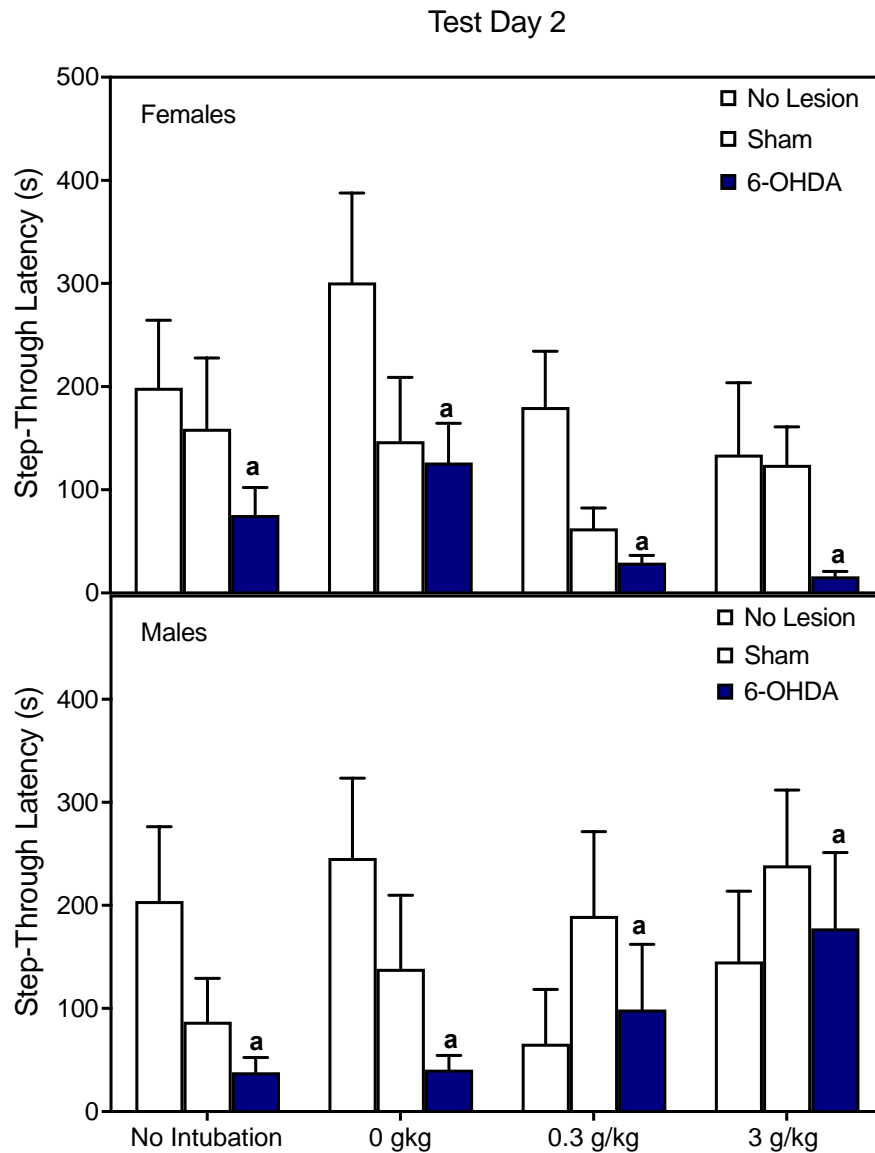 Test Day 2
500
400
300
200
100
0
Step-Through Latency (s)
Females
No Lesion
Sham
6-OHDA
a
a
a
a
400
300
200
100
0
Step-Through Latency (s)
Males
No Lesion
Sham
6-OHDA
a
a
a
a
No Intubation 0 gkg 0.3 g/kg 3 g/kg